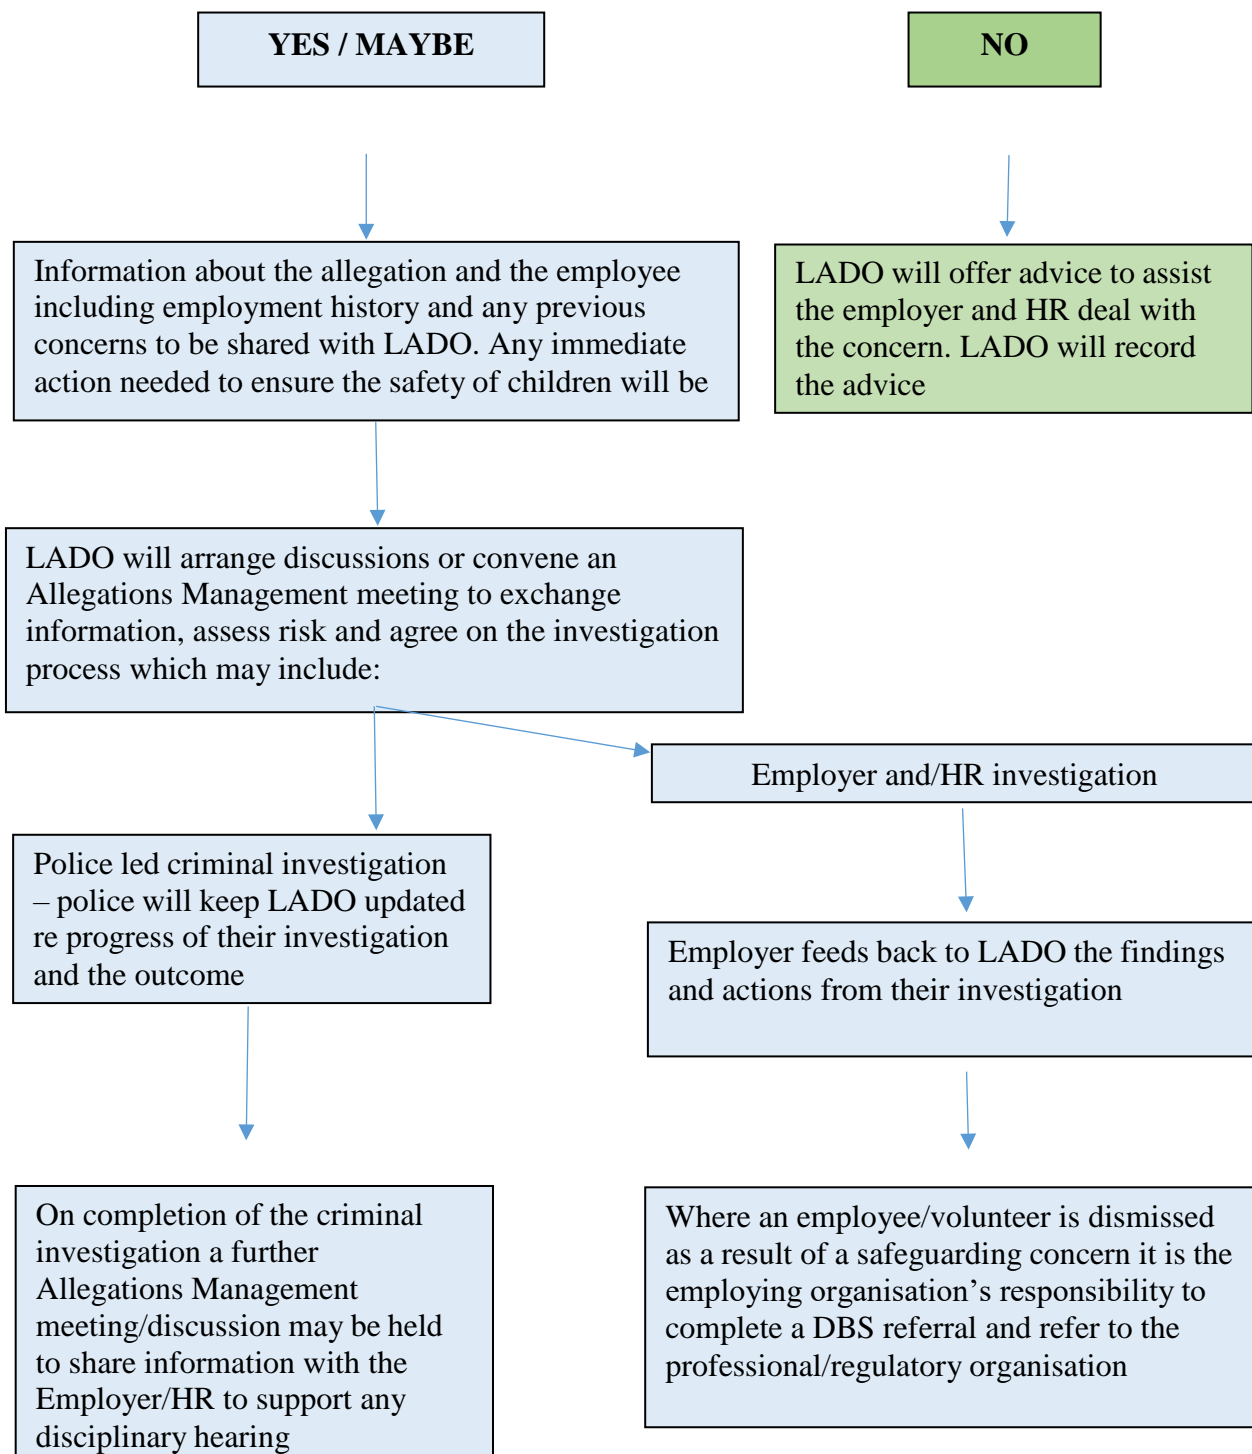 YES / MAYBE
NO
Information about the allegation and the employee
including employment history and any previous
concerns to be shared with LADO. Any immediate
action needed to ensure the safety of children will be
LADO will offer advice to assist
the employer and HR deal with
the concern. LADO will record
the advice
LADO will arrange discussions or convene an
Allegations Management meeting to exchange
information, assess risk and agree on the investigation
process which may include:
Employer and/HR investigation
Police led criminal investigation
– police will keep LADO updated
re progress of their investigation
and the outcome
Employer feeds back to LADO the findings
and actions from their investigation
On completion of the criminal
investigation a further
Allegations Management
meeting/discussion may be held
to share information with the
Employer/HR to support any
disciplinary hearing
Where an employee/volunteer is dismissed
as a result of a safeguarding concern it is the
employing organisation’s responsibility to
complete a DBS referral and refer to the
professional/regulatory organisation